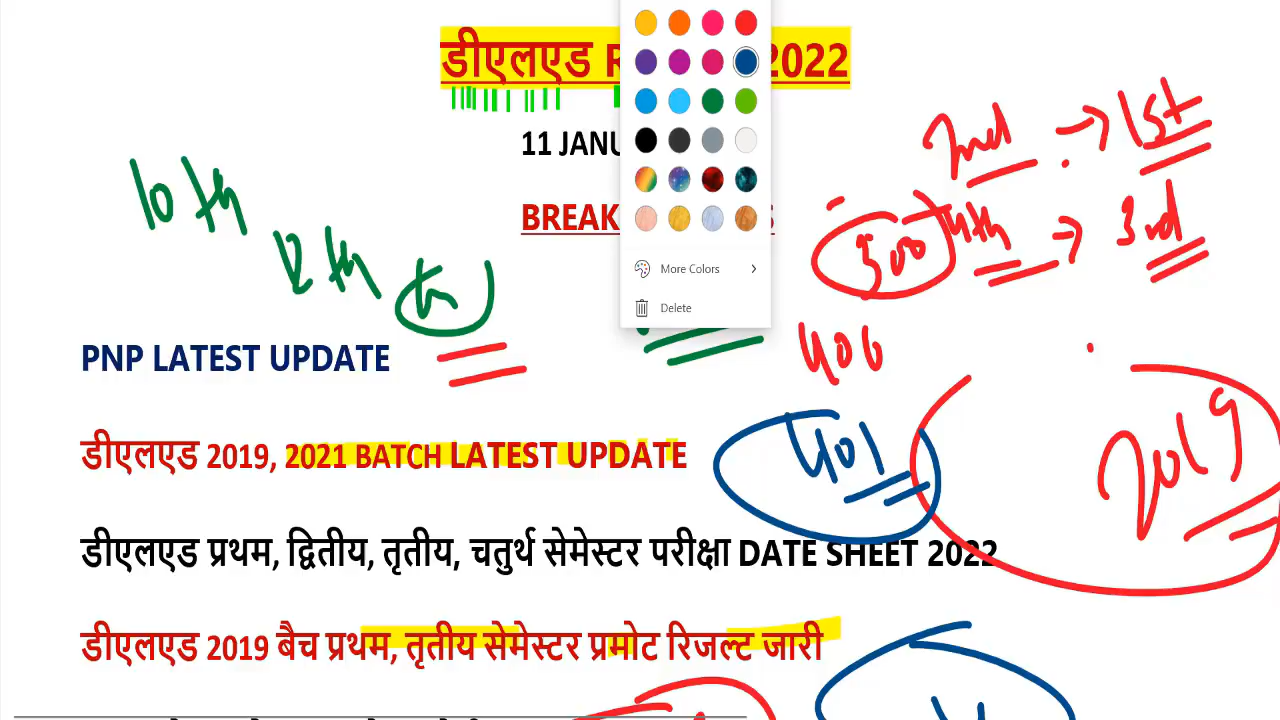 डीएलएड R 2022
11 JANU
BREAK S
2nd → 1st
4th → 3rd
500
10th
12th
400
PNP LATEST UPDATE
401
2019
डीएलएड 2019, 2021 BATCH LATEST UPDATE
डीएलएड प्रथम, द्वितीय, तृतीय, चतुर्थ सेमेस्टर परीक्षा DATE SHEET 2022
डीएलएड 2019 बैच प्रथम, तृतीय सेमेस्टर प्रमोट रिजल्ट जारी
More Colors
Delete